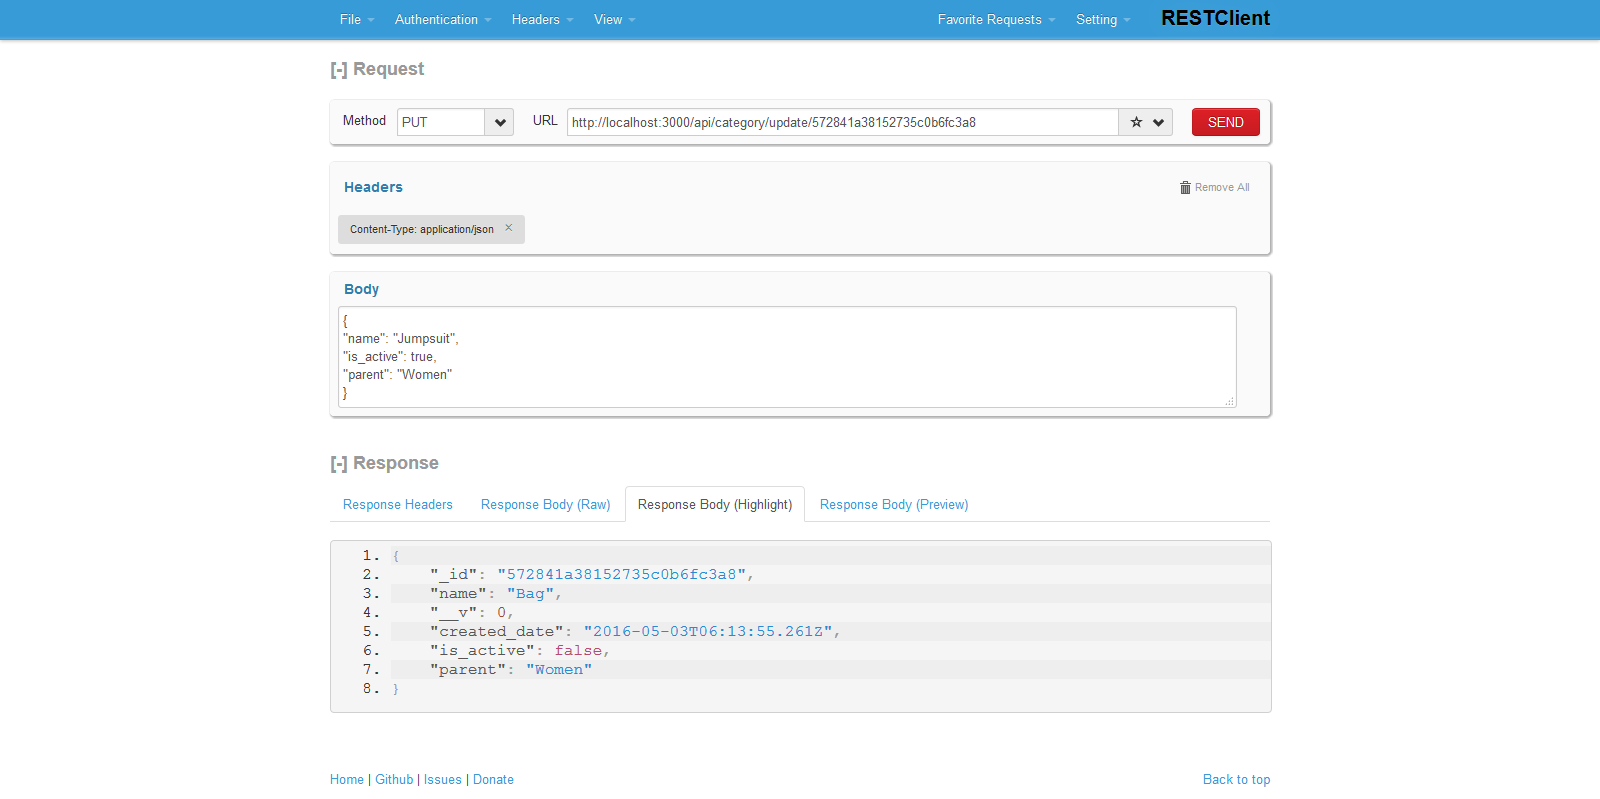 File Authentication Headers View Favorite Requests Setting RESTClient
[-] Request
Method PUT URL http://localhost:3000/api/category/update/572841a38152735c0b6fc3a8 SEND
Headers Remove All
Content-Type: application/json ×
Body
{
"name": "Jumpsuit",
"is_active": true,
"parent": "Women"
}
[-] Response
Response Headers Response Body (Raw) Response Body (Highlight) Response Body (Preview)
1. {
2. "_id": "572841a38152735c0b6fc3a8",
3. "name": "Bag",
4. "__v": 0,
5. "created_date": "2016-05-03T06:13:55.261Z",
6. "is_active": false,
7. "parent": "Women"
8. }
Home | Github | Issues | Donate Back to top